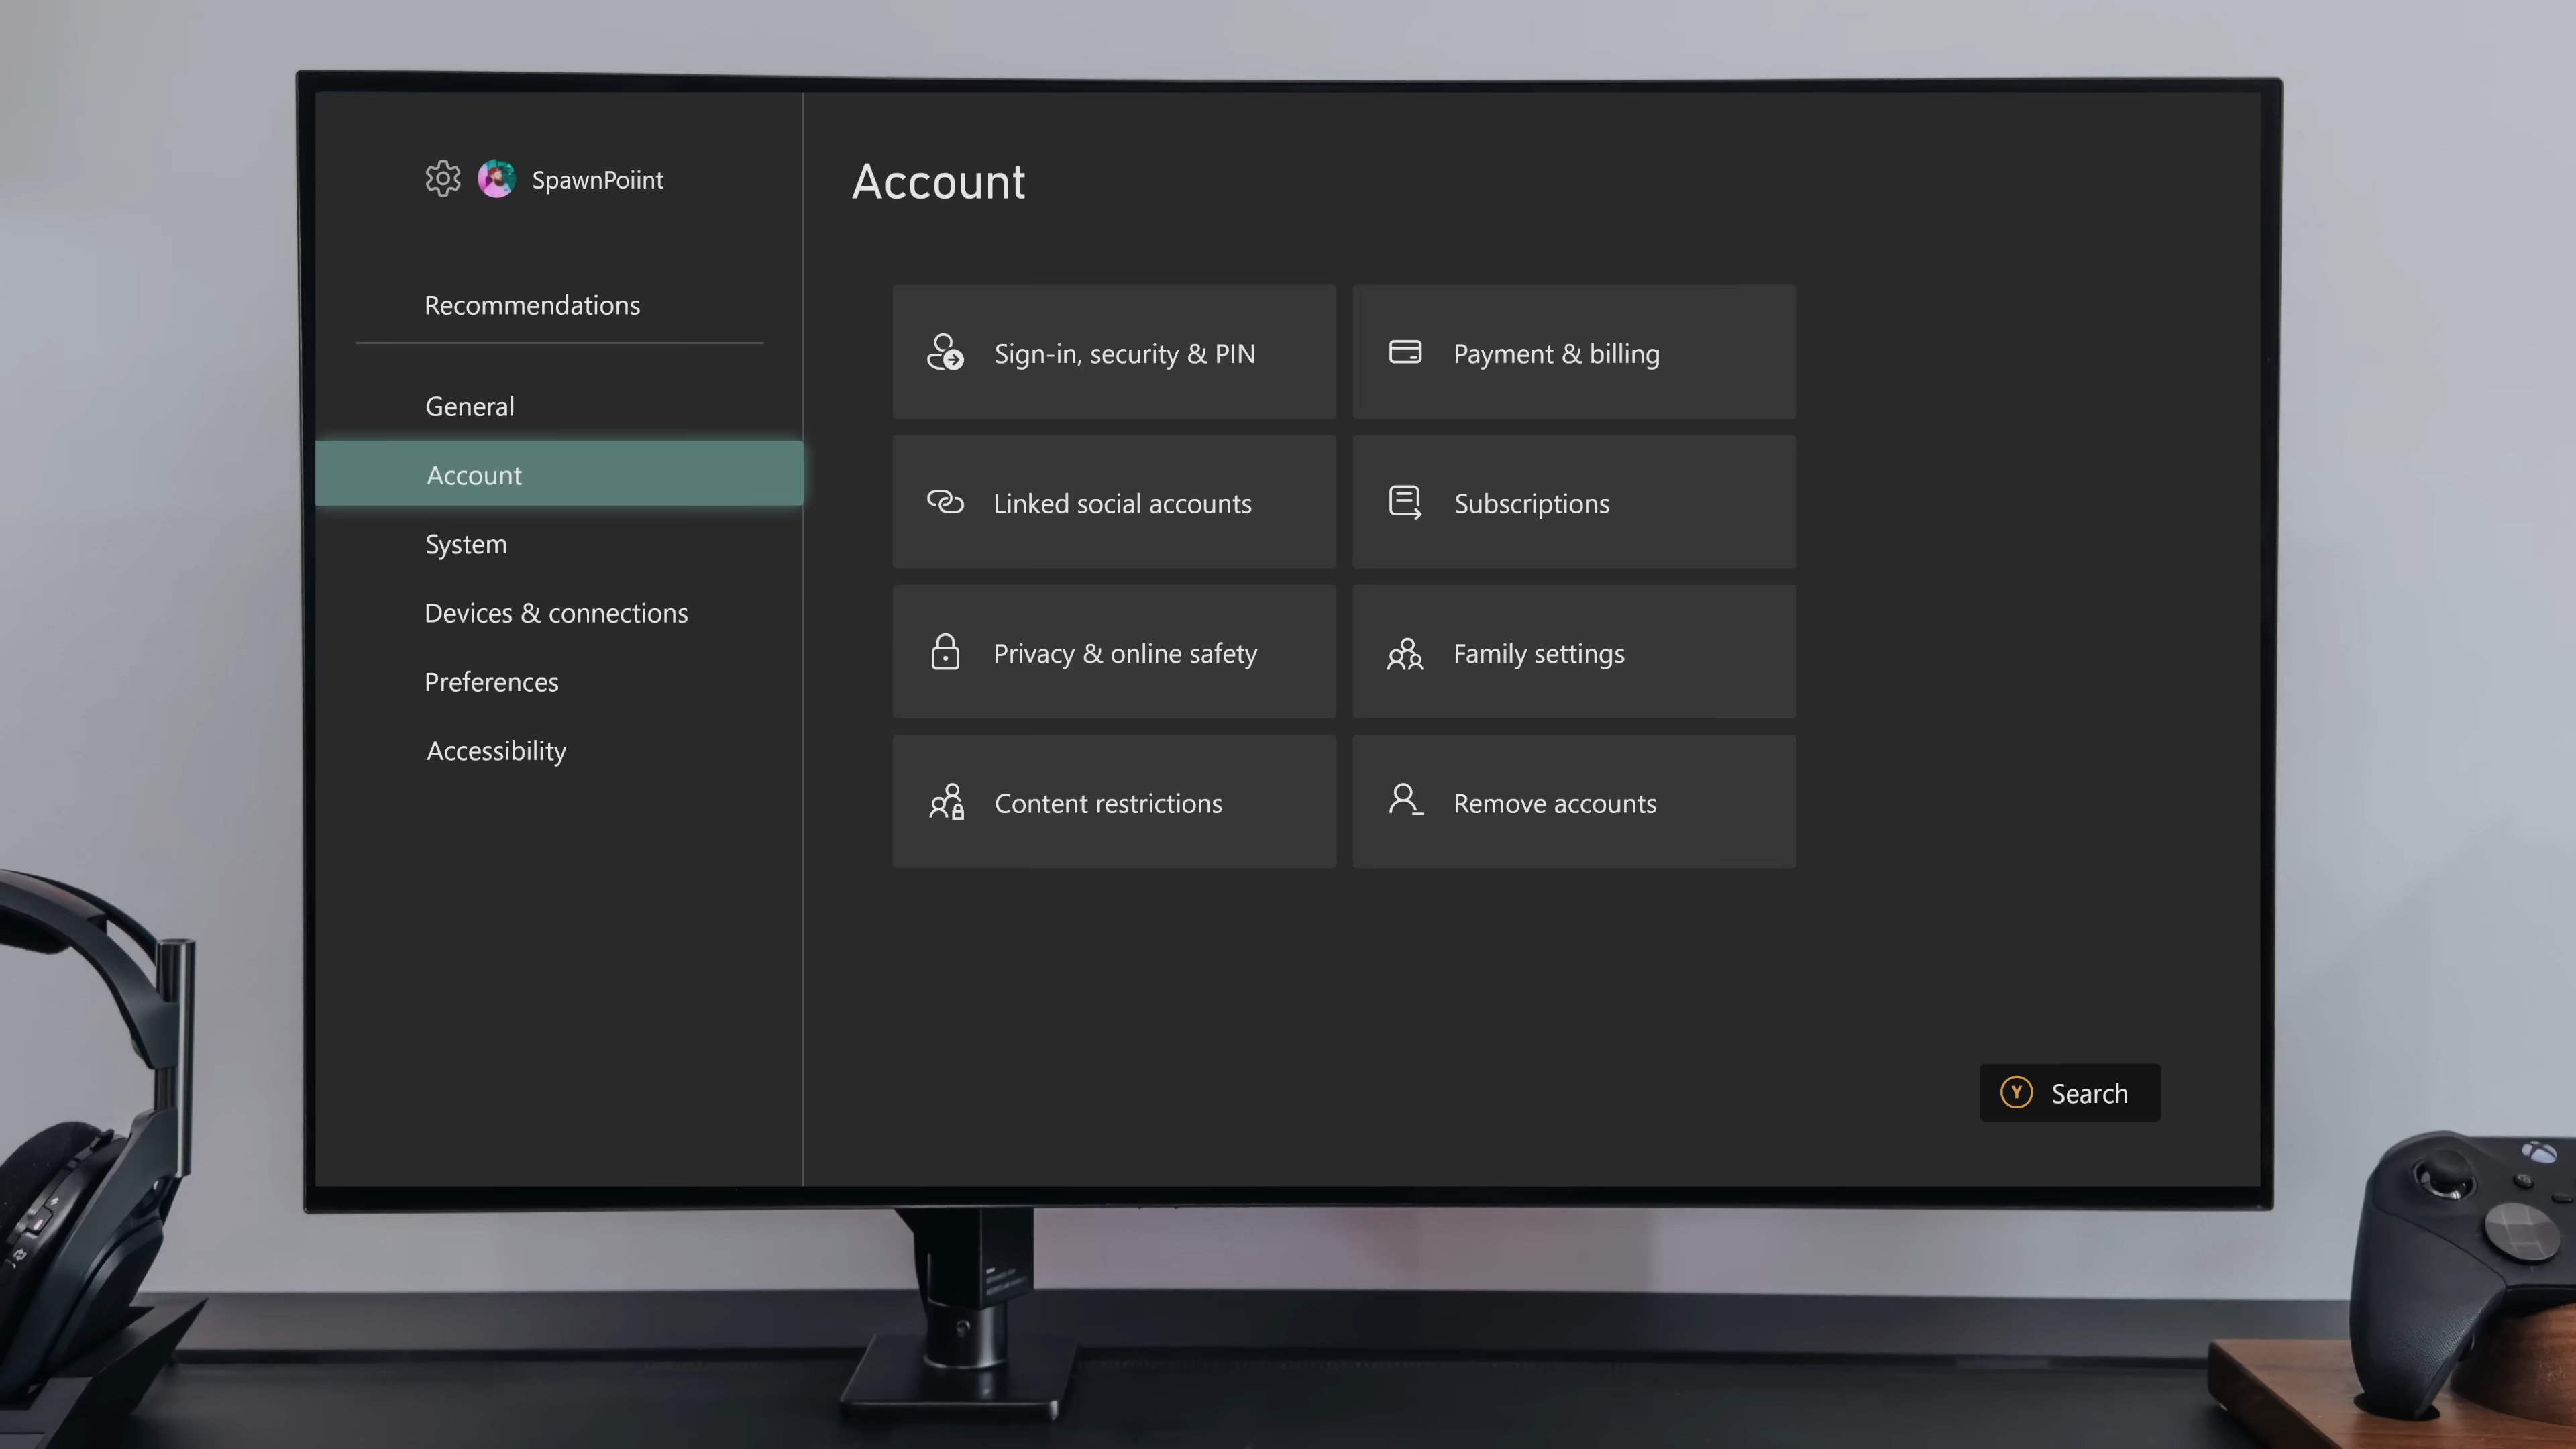 SpawnPoiint
Recommendations
General
Account
System
Devices & connections
Preferences
Accessibility
Account
Sign-in, security & PIN
Payment & billing
Linked social accounts
Subscriptions
Privacy & online safety
Family settings
Content restrictions
Remove accounts
Y Search